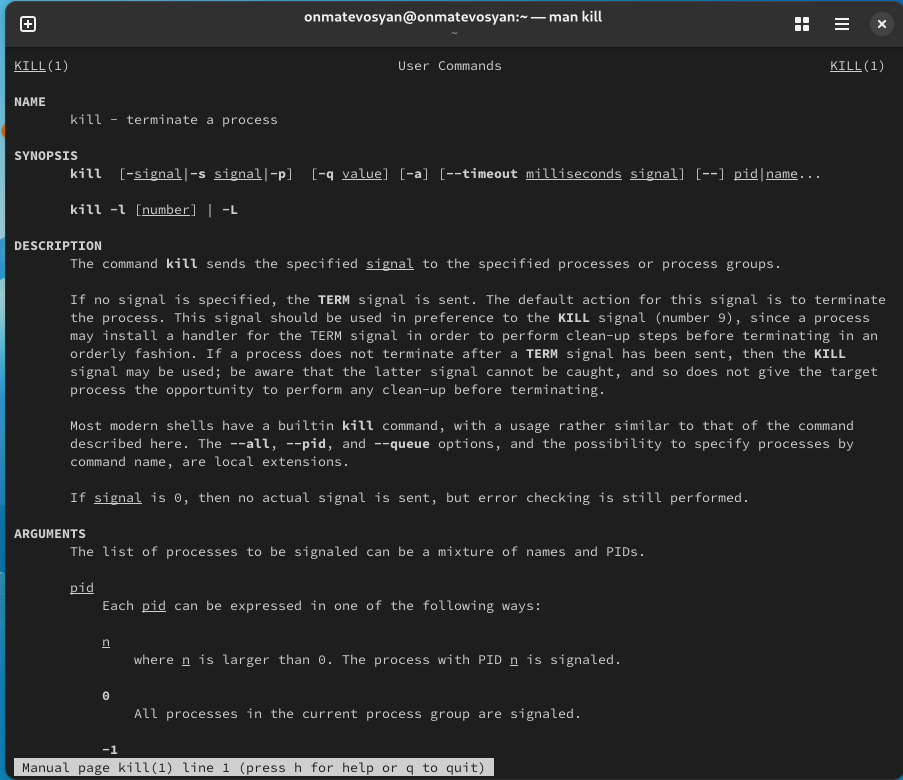 onmatevosyan@onmatevosyan:~ — man kill
~
KILL(1) User Commands KILL(1)
NAME
kill - terminate a process
SYNOPSIS
kill [-signal|-s signal|-p] [-q value] [-a] [--timeout milliseconds signal] [--] pid|name...
kill -l [number] | -L
DESCRIPTION
The command kill sends the specified signal to the specified processes or process groups.
If no signal is specified, the TERM signal is sent. The default action for this signal is to terminate
the process. This signal should be used in preference to the KILL signal (number 9), since a process
may install a handler for the TERM signal in order to perform clean-up steps before terminating in an
orderly fashion. If a process does not terminate after a TERM signal has been sent, then the KILL
signal may be used; be aware that the latter signal cannot be caught, and so does not give the target
process the opportunity to perform any clean-up before terminating.
Most modern shells have a builtin kill command, with a usage rather similar to that of the command
described here. The --all, --pid, and --queue options, and the possibility to specify processes by
command name, are local extensions.
If signal is 0, then no actual signal is sent, but error checking is still performed.
ARGUMENTS
The list of processes to be signaled can be a mixture of names and PIDs.
pid
Each pid can be expressed in one of the following ways:
n
where n is larger than 0. The process with PID n is signaled.
0
All processes in the current process group are signaled.
-1
Manual page kill(1) line 1 (press h for help or q to quit)